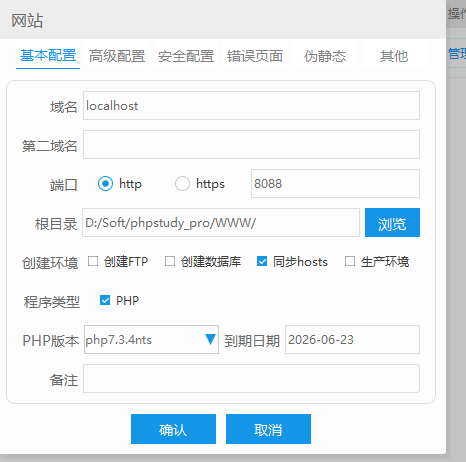 网站
操作
基本配置 高级配置 安全配置 错误页面 伪静态 其他
管理
域名 localhost
第二域名
端口 http https 8088
根目录 D:/Soft/phpstudy_pro/WWW/ 浏览
创建环境 创建FTP 创建数据库 同步hosts 生产环境
程序类型 PHP
PHP版本 php7.3.4nts 到期日期 2026-06-23
备注
确认 取消